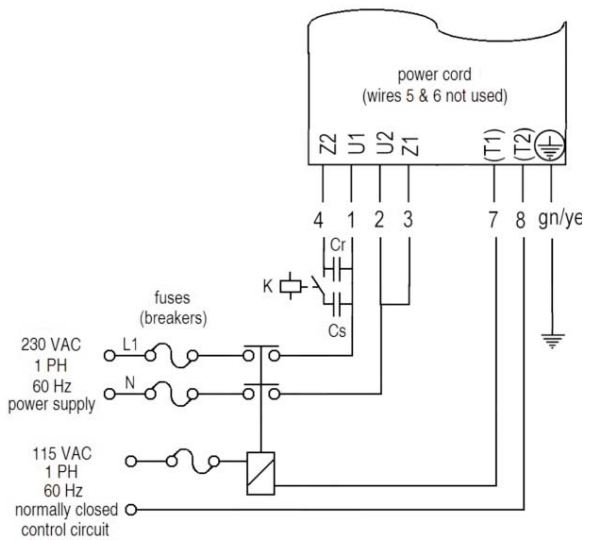 power cord
(wires 5 & 6 not used)
Z2 U1 U2 Z1 (T1) (T2)
4 1 2 3 7 8 gn/ye
Cr
K
Cs
fuses
(breakers)
230 VAC
1 PH
60 Hz
power supply
L1
N
115 VAC
1 PH
60 Hz
normally closed
control circuit